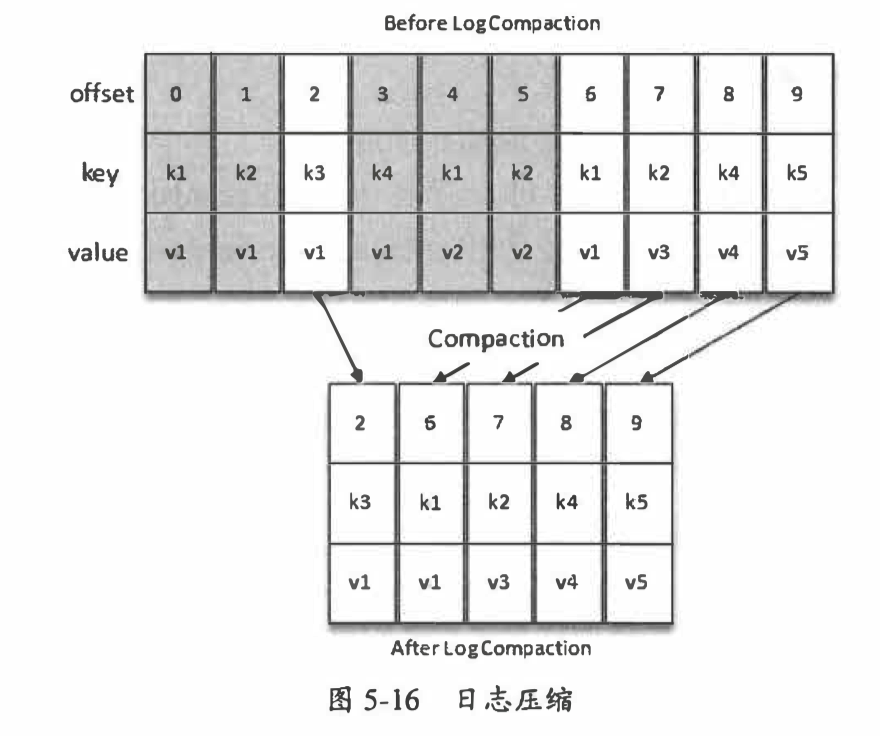 Before Log Compaction
offset 0 1 2 3 4 5 6 7 8 9
key k1 k2 k3 k4 k1 k2 k1 k2 k4 k5
value v1 v1 v1 v1 v2 v2 v1 v3 v4 v5
Compaction
2 6 7 8 9
k3 k1 k2 k4 k5
v1 v1 v3 v4 v5
After Log Compaction
图 5-16 日志压缩